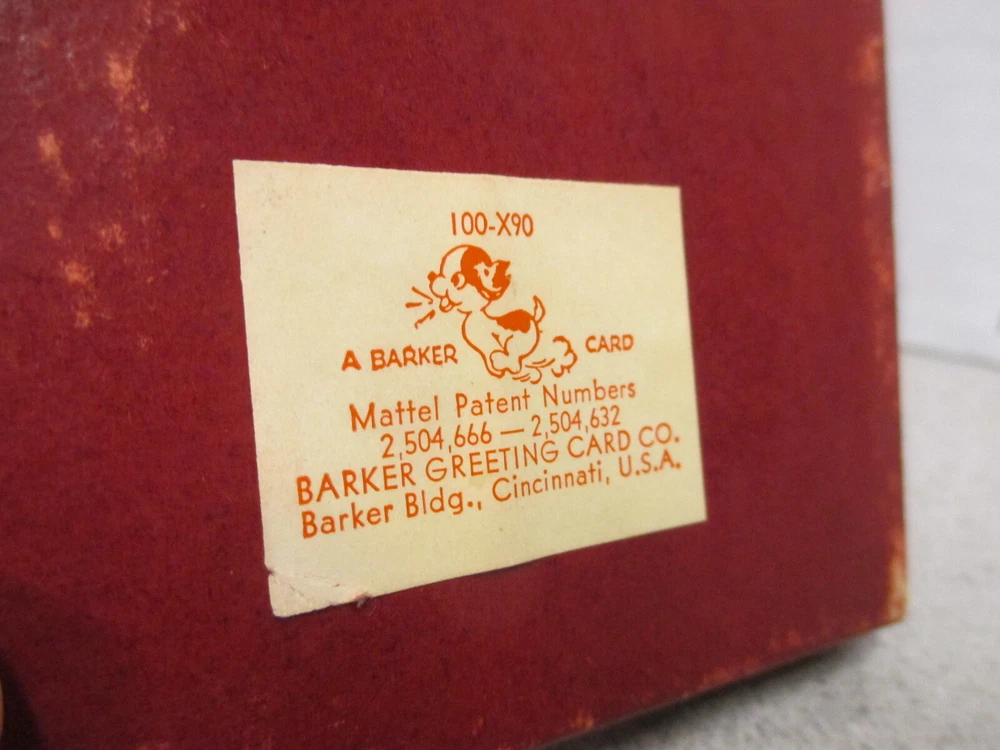 100-X90
A BARKER CARD
Mattel Patent Numbers
2,504,666 — 2,504,632
BARKER GREETING CARD CO.
Barker Bldg., Cincinnati, U.S.A.